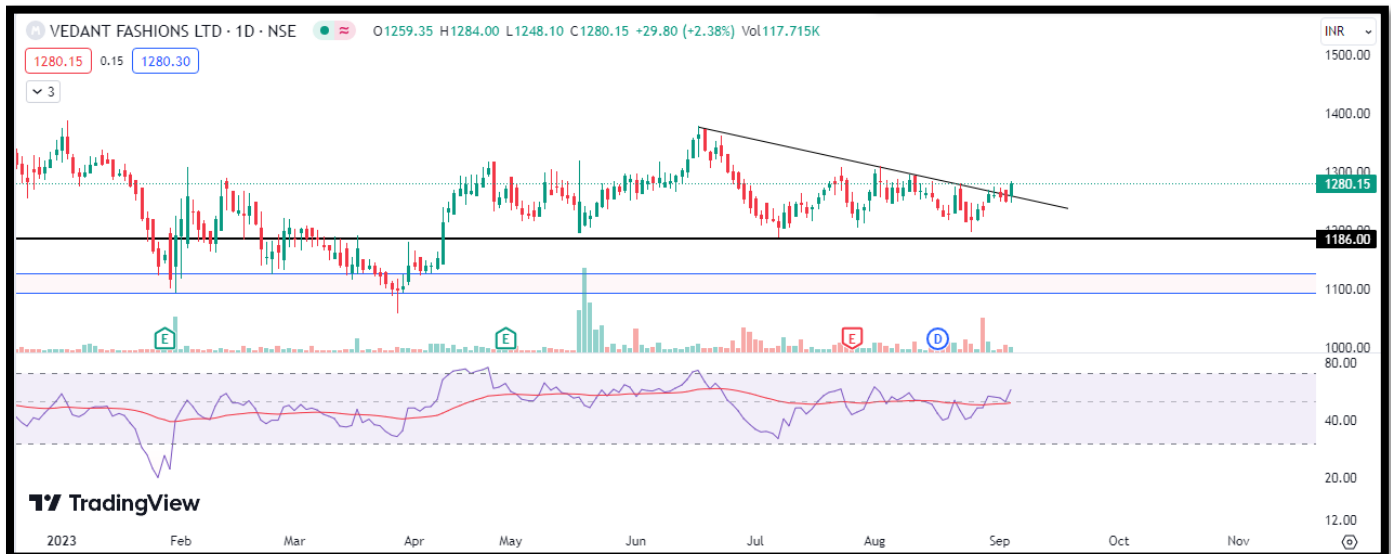 VEDANT FASHIONS LTD · 1D · NSE O1259.35 H1284.00 L1248.10 C1280.15 +29.80 (+2.38%) Vol117.715K
INR
1280.15 0.15 1280.30
3
1500.00
1400.00
1300.00
1280.15
1186.00
1100.00
1000.00
E
E
E
D
80.00
40.00
20.00
12.00
TradingView
2023 Feb Mar Apr May Jun Jul Aug Sep Oct Nov